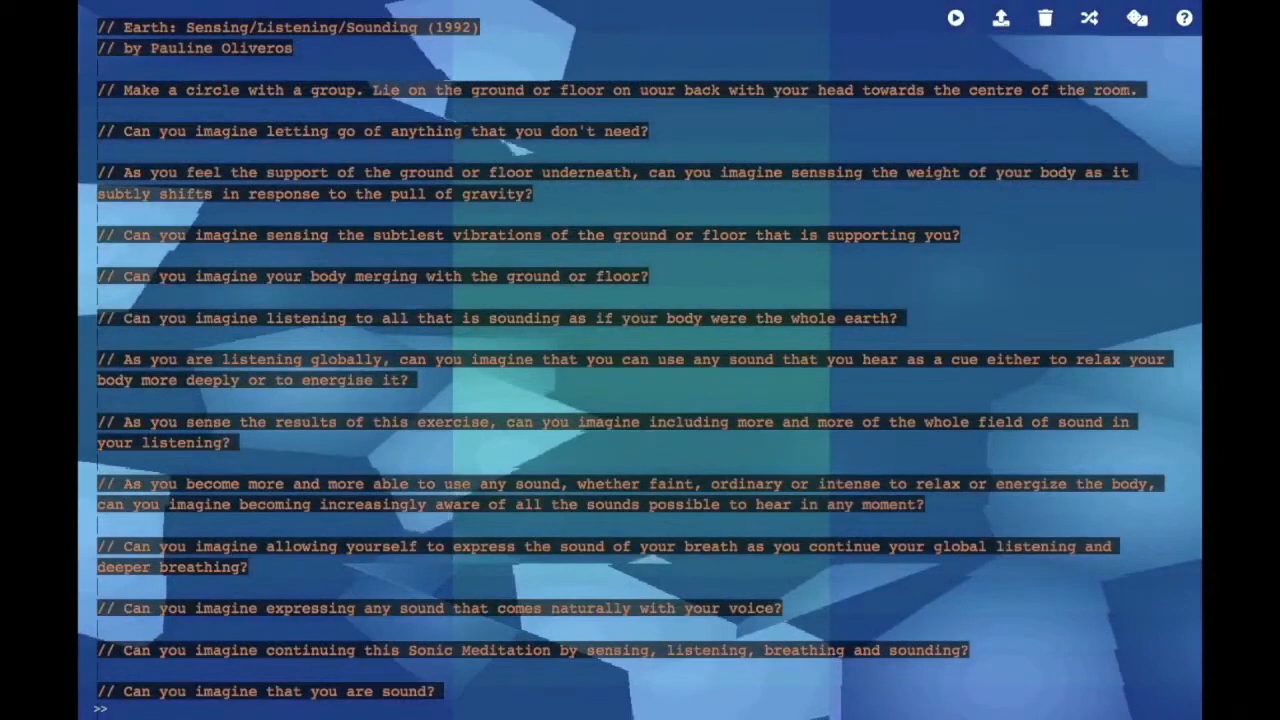 // Earth: Sensing/Listening/Sounding (1992)
// by Pauline Oliveros
// Make a circle with a group. Lie on the ground or floor on uour back with your head towards the centre of the room.
// Can you imagine letting go of anything that you don't need?
// As you feel the support of the ground or floor underneath, can you imagine senssing the weight of your body as it
subtly shifts in response to the pull of gravity?
// Can you imagine sensing the subtlest vibrations of the ground or floor that is supporting you?
// Can you imagine your body merging with the ground or floor?
// Can you imagine listening to all that is sounding as if your body were the whole earth?
// As you are listening globally, can you imagine that you can use any sound that you hear as a cue either to relax your
body more deeply or to energise it?
// As you sense the results of this exercise, can you imagine including more and more of the whole field of sound in
your listening?
// As you become more and more able to use any sound, whether faint, ordinary or intense to relax or energize the body,
can you imagine becoming increasingly aware of all the sounds possible to hear in any moment?
// Can you imagine allowing yourself to express the sound of your breath as you continue your global listening and
deeper breathing?
// Can you imagine expressing any sound that comes naturally with your voice?
// Can you imagine continuing this Sonic Meditation by sensing, listening, breathing and sounding?
// Can you imagine that you are sound?
>>